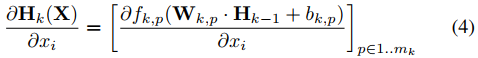 ∂H_k(X)/∂x_i = [∂f_{k,p}(W_{k,p} · H_{k−1} + b_{k,p})/∂x_i]_{p∈1..m_k} (4)